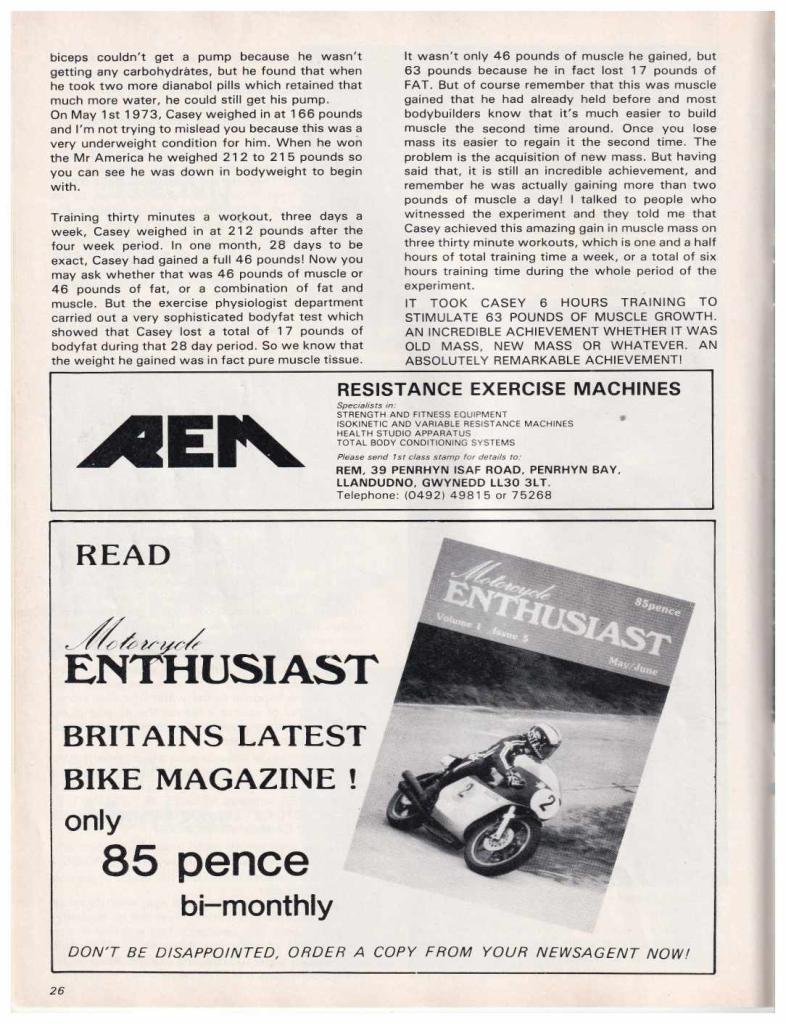 biceps couldn't get a pump because he wasn't
getting any carbohydrates, but he found that when
he took two more dianabol pills which retained that
much more water, he could still get his pump.
On May 1st 1973, Casey weighed in at 166 pounds
and I'm not trying to mislead you because this was a
very underweight condition for him. When he won
the Mr America he weighed 212 to 215 pounds so
you can see he was down in bodyweight to begin
with.
Training thirty minutes a workout, three days a
week, Casey weighed in at 212 pounds after the
four week period. In one month, 28 days to be
exact, Casey had gained a full 46 pounds! Now you
may ask whether that was 46 pounds of muscle or
46 pounds of fat, or a combination of fat and
muscle. But the exercise physiologist department
carried out a very sophisticated bodyfat test which
showed that Casey lost a total of 17 pounds of
bodyfat during that 28 day period. So we know that
the weight he gained was in fact pure muscle tissue.
It wasn't only 46 pounds of muscle he gained, but
63 pounds because he in fact lost 17 pounds of
FAT. But of course remember that this was muscle
gained that he had already held before and most
bodybuilders know that it's much easier to build
muscle the second time around. Once you lose
mass its easier to regain it the second time. The
problem is the acquisition of new mass. But having
said that, it is still an incredible achievement, and
remember he was actually gaining more than two
pounds of muscle a day! I talked to people who
witnessed the experiment and they told me that
Casey achieved this amazing gain in muscle mass on
three thirty minute workouts, which is one and a half
hours of total training time a week, or a total of six
hours training time during the whole period of the
experiment.
IT TOOK CASEY 6 HOURS TRAINING TO
STIMULATE 63 POUNDS OF MUSCLE GROWTH.
AN INCREDIBLE ACHIEVEMENT WHETHER IT WAS
OLD MASS, NEW MASS OR WHATEVER. AN
ABSOLUTELY REMARKABLE ACHIEVEMENT!
REM
RESISTANCE EXERCISE MACHINES
Specialists in:
STRENGTH AND FITNESS EQUIPMENT
ISOKINETIC AND VARIABLE RESISTANCE MACHINES
HEALTH STUDIO APPARATUS
TOTAL BODY CONDITIONING SYSTEMS
Please send 1st class stamp for details to:
REM, 39 PENRHYN ISAF ROAD, PENRHYN BAY,
LLANDUDNO, GWYNEDD LL30 3LT.
Telephone: (0492) 49815 or 75268
READ
Motorcycle
ENTHUSIAST
BRITAINS LATEST
BIKE MAGAZINE !
only
85 pence
bi-monthly
Motorcycle
ENTHUSIAST
85pence
Volume 1 Issue 5
May/June
2
2
DON'T BE DISAPPOINTED, ORDER A COPY FROM YOUR NEWSAGENT NOW!
26